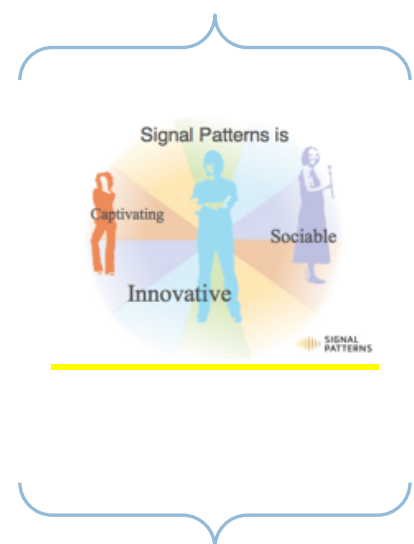 Signal Patterns is
Captivating
Sociable
Innovative
SIGNAL
PATTERNS